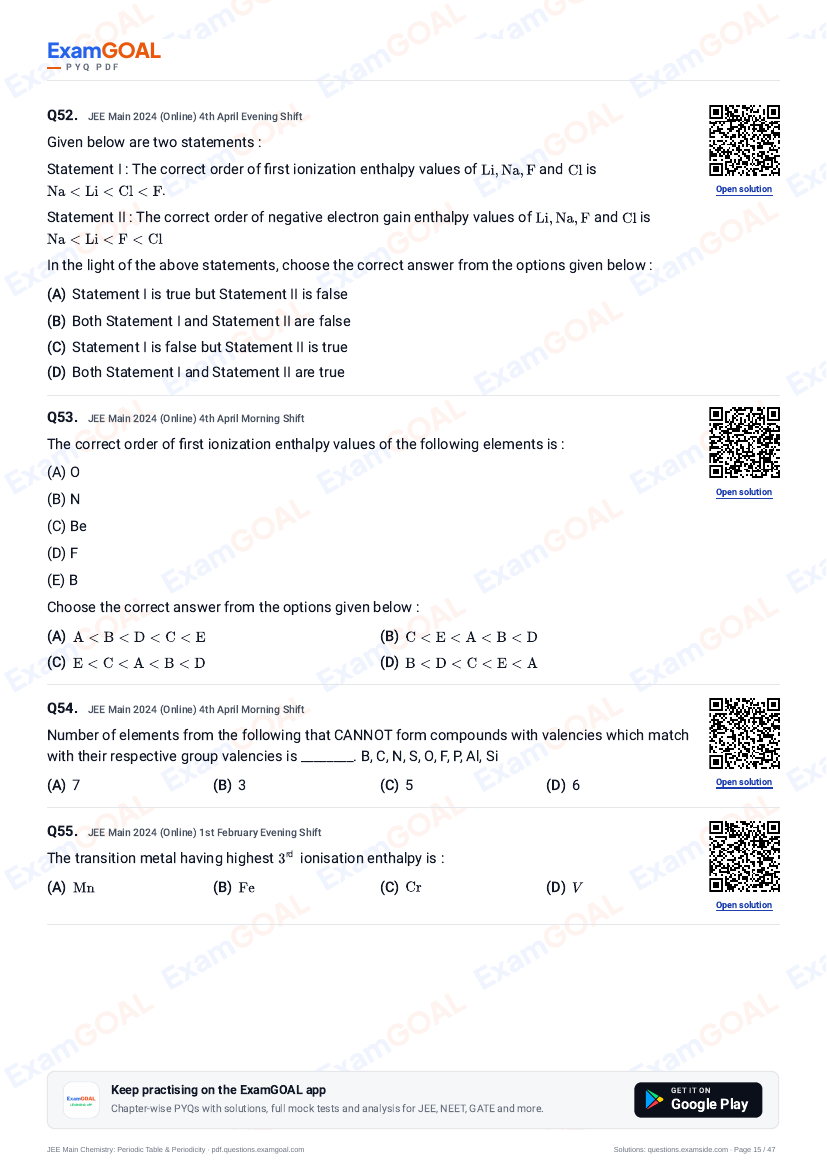 ExamGOAL
PYQ PDF
Q52. JEE Main 2024 (Online) 4th April Evening Shift
Given below are two statements :
Statement I : The correct order of first ionization enthalpy values of Li, Na, F and Cl is
Na < Li < Cl < F.
Statement II : The correct order of negative electron gain enthalpy values of Li, Na, F and Cl is
Na < Li < F < Cl
In the light of the above statements, choose the correct answer from the options given below :
(A) Statement I is true but Statement II is false
(B) Both Statement I and Statement II are false
(C) Statement I is false but Statement II is true
(D) Both Statement I and Statement II are true
Open solution
Q53. JEE Main 2024 (Online) 4th April Morning Shift
The correct order of first ionization enthalpy values of the following elements is :
(A) O
(B) N
(C) Be
(D) F
(E) B
Choose the correct answer from the options given below :
(A) A < B < D < C < E (B) C < E < A < B < D
(C) E < C < A < B < D (D) B < D < C < E < A
Open solution
Q54. JEE Main 2024 (Online) 4th April Morning Shift
Number of elements from the following that CANNOT form compounds with valencies which match
with their respective group valencies is ________. B, C, N, S, O, F, P, Al, Si
(A) 7 (B) 3 (C) 5 (D) 6
Open solution
Q55. JEE Main 2024 (Online) 1st February Evening Shift
The transition metal having highest 3rd ionisation enthalpy is :
(A) Mn (B) Fe (C) Cr (D) V
Open solution
Keep practising on the ExamGOAL app
Chapter-wise PYQs with solutions, full mock tests and analysis for JEE, NEET, GATE and more.
GET IT ON
Google Play
JEE Main Chemistry: Periodic Table & Periodicity · pdf.questions.examgoal.com Solutions: questions.examside.com · Page 15 / 47